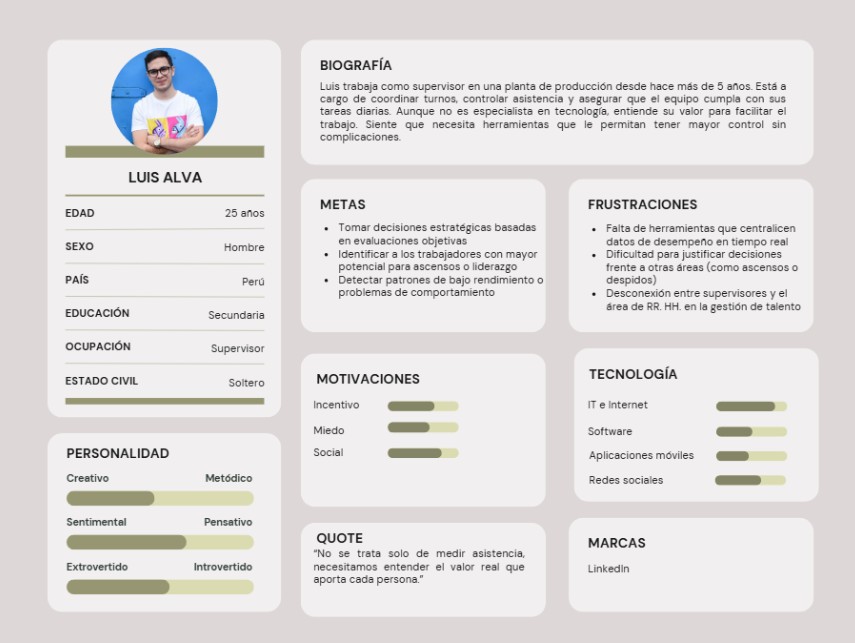 LUIS ALVA
EDAD 25 años
SEXO Hombre
PAÍS Perú
EDUCACIÓN Secundaria
OCUPACIÓN Supervisor
ESTADO CIVIL Soltero
PERSONALIDAD
Creativo Metódico
Sentimental Pensativo
Extrovertido Introvertido
BIOGRAFÍA
Luis trabaja como supervisor en una planta de producción desde hace más de 5 años. Está a
cargo de coordinar turnos, controlar asistencia y asegurar que el equipo cumpla con sus
tareas diarias. Aunque no es especialista en tecnología, entiende su valor para facilitar el
trabajo. Siente que necesita herramientas que le permitan tener mayor control sin
complicaciones.
METAS
• Tomar decisiones estratégicas basadas
en evaluaciones objetivas
• Identificar a los trabajadores con mayor
potencial para ascensos o liderazgo
• Detectar patrones de bajo rendimiento o
problemas de comportamiento
FRUSTRACIONES
• Falta de herramientas que centralicen
datos de desempeño en tiempo real
• Dificultad para justificar decisiones
frente a otras áreas (como ascensos o
despidos)
• Desconexión entre supervisores y el
área de RR. HH. en la gestión de talento
MOTIVACIONES
Incentivo
Miedo
Social
TECNOLOGÍA
IT e Internet
Software
Aplicaciones móviles
Redes sociales
QUOTE
“No se trata solo de medir asistencia,
necesitamos entender el valor real que
aporta cada persona.”
MARCAS
LinkedIn